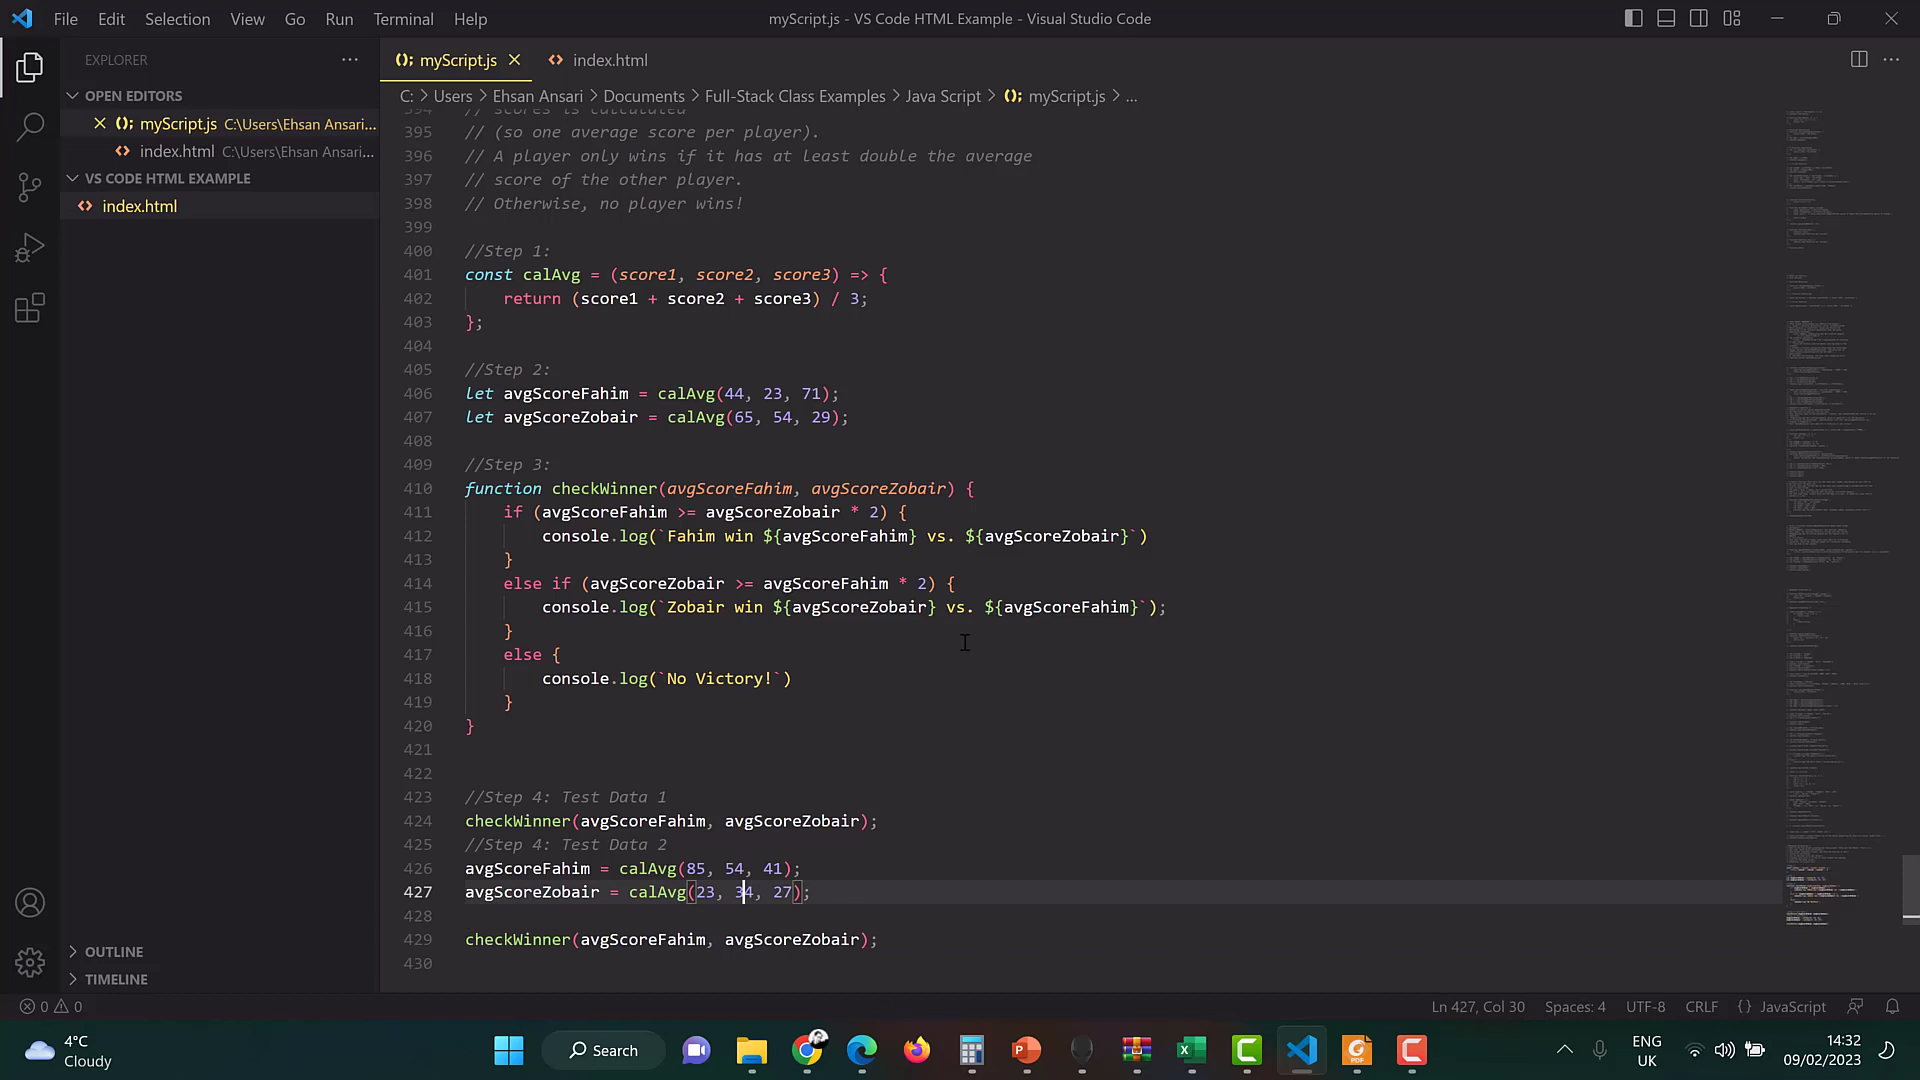 File Edit Selection View Go Run Terminal Help
myScript.js - VS Code HTML Example - Visual Studio Code
EXPLORER
OPEN EDITORS
myScript.js C:\Users\Ehsan Ansari...
index.html C:\Users\Ehsan Ansari...
VS CODE HTML EXAMPLE
index.html
OUTLINE
TIMELINE
myScript.js
index.html
C: > Users > Ehsan Ansari > Documents > Full-Stack Class Examples > Java Script > myScript.js > ...
394 // scores is calculated
395 // (so one average score per player).
396 // A player only wins if it has at least double the average
397 // score of the other player.
398 // Otherwise, no player wins!
399
400 //Step 1:
401 const calAvg = (score1, score2, score3) => {
402 return (score1 + score2 + score3) / 3;
403 };
404
405 //Step 2:
406 let avgScoreFahim = calAvg(44, 23, 71);
407 let avgScoreZobair = calAvg(65, 54, 29);
408
409 //Step 3:
410 function checkWinner(avgScoreFahim, avgScoreZobair) {
411 if (avgScoreFahim >= avgScoreZobair * 2) {
412 console.log(`Fahim win ${avgScoreFahim} vs. ${avgScoreZobair}`)
413 }
414 else if (avgScoreZobair >= avgScoreFahim * 2) {
415 console.log(`Zobair win ${avgScoreZobair} vs. ${avgScoreFahim}`);
416 }
417 else {
418 console.log(`No Victory!`)
419 }
420 }
421
422
423 //Step 4: Test Data 1
424 checkWinner(avgScoreFahim, avgScoreZobair);
425 //Step 4: Test Data 2
426 avgScoreFahim = calAvg(85, 54, 41);
427 avgScoreZobair = calAvg(23, 34, 27);
428
429 checkWinner(avgScoreFahim, avgScoreZobair);
430
0 0
Ln 427, Col 30 Spaces: 4 UTF-8 CRLF {} JavaScript
4°C
Cloudy
Search
ENG
UK
14:32
09/02/2023